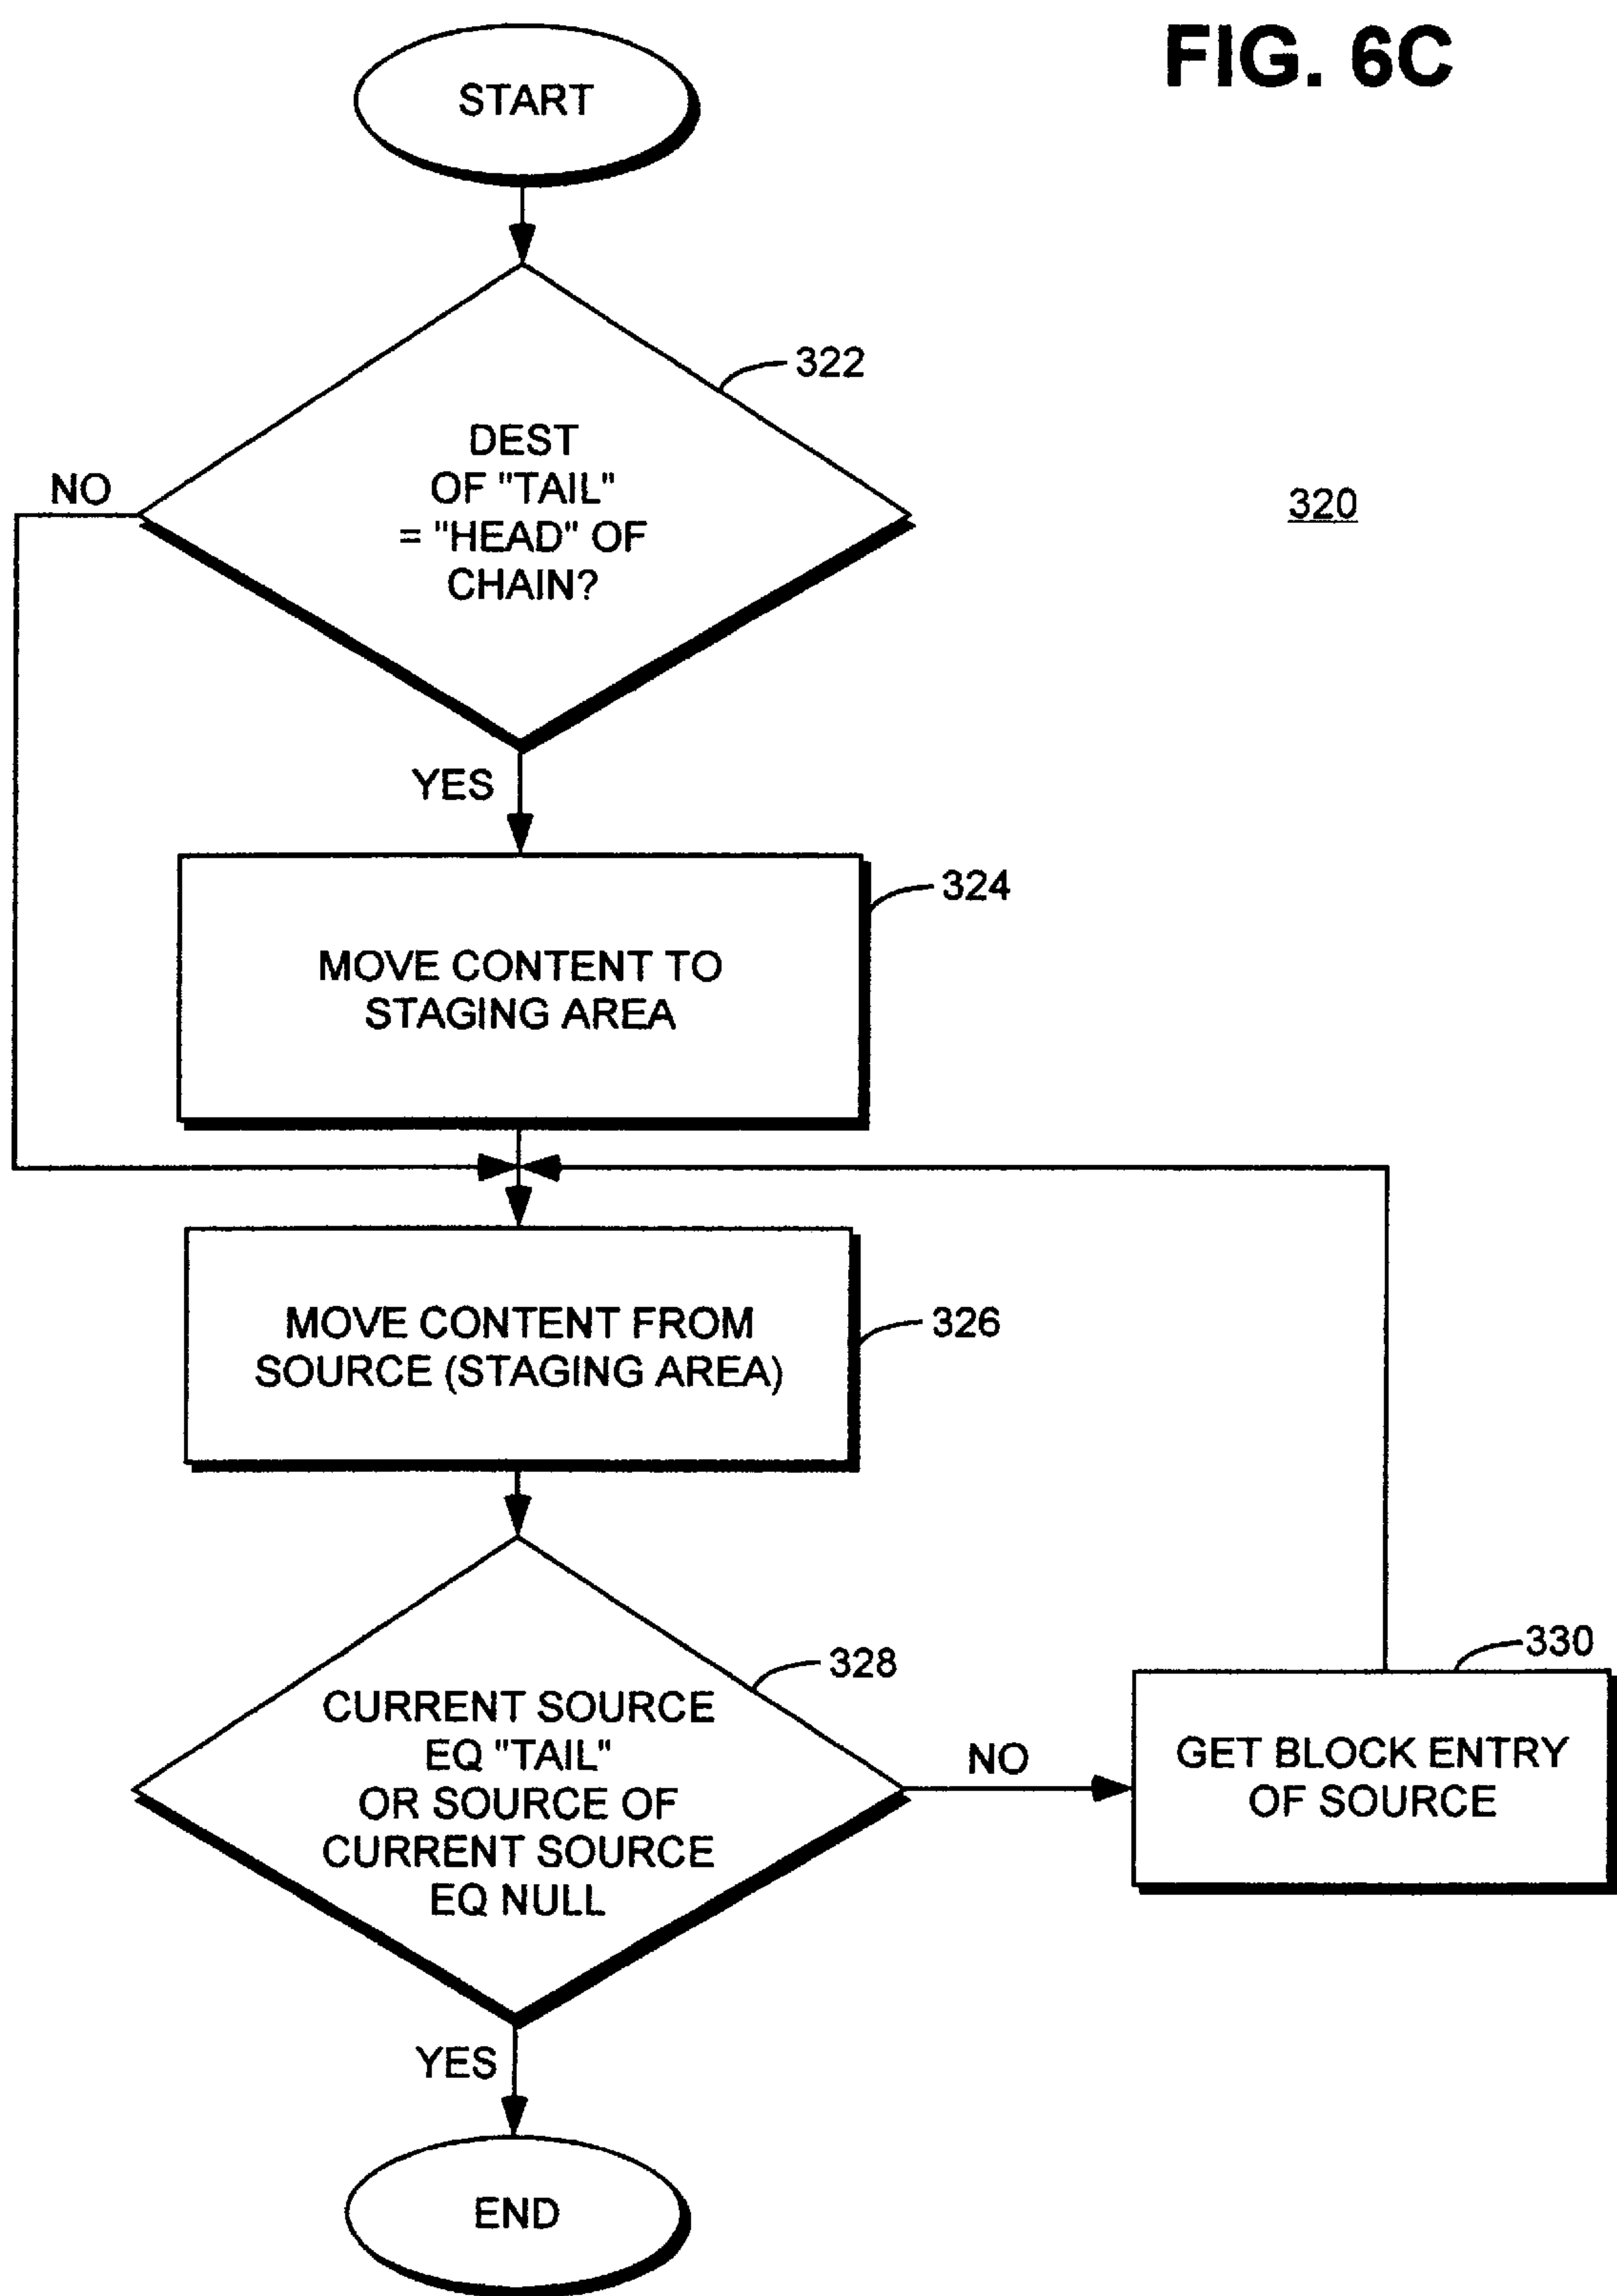 FIG. 6C
START
322
DEST
OF "TAIL"
= "HEAD" OF
CHAIN?
NO
320
YES
324
MOVE CONTENT TO
STAGING AREA
326
MOVE CONTENT FROM
SOURCE (STAGING AREA)
328
CURRENT SOURCE
EQ "TAIL"
OR SOURCE OF
CURRENT SOURCE
EQ NULL
NO
330
GET BLOCK ENTRY
OF SOURCE
YES
END